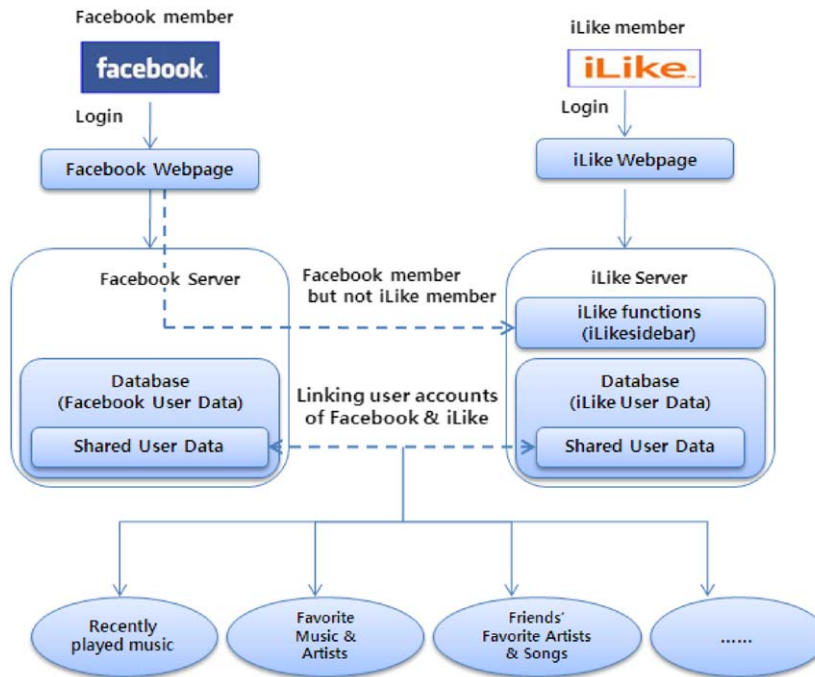 Facebook member
facebook.
Login
Facebook Webpage
Facebook Server
Database
(Facebook User Data)
Shared User Data
iLike member
iLike™
Login
iLike Webpage
iLike Server
iLike functions
(iLikesidebar)
Database
(iLike User Data)
Shared User Data
Facebook member
but not iLike member
Linking user accounts
of Facebook & iLike
Recently
played music
Favorite
Music &
Artists
Friends'
Favorite Artists
& Songs
......